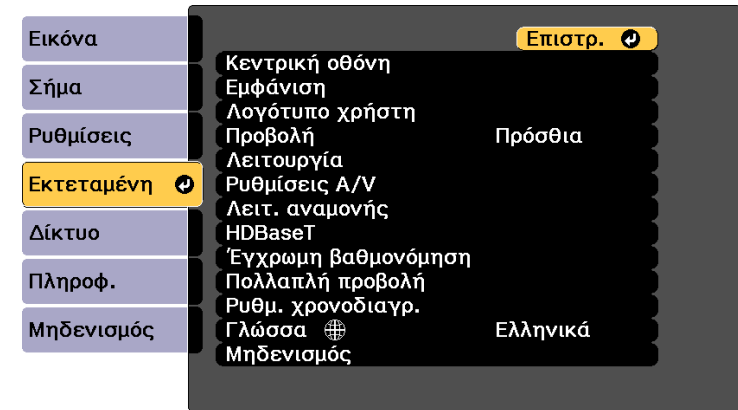 Εικόνα
Σήμα
Ρυθμίσεις
Εκτεταμένη
Δίκτυο
Πληροφ.
Μηδενισμός
Επιστρ.
Κεντρική οθόνη
Εμφάνιση
Λογότυπο χρήστη
Προβολή Πρόσθια
Λειτουργία
Ρυθμίσεις A/V
Λειτ. αναμονής
HDBaseT
Έγχρωμη βαθμονόμηση
Πολλαπλή προβολή
Ρυθμ. χρονοδιαγρ.
Γλώσσα Ελληνικά
Μηδενισμός